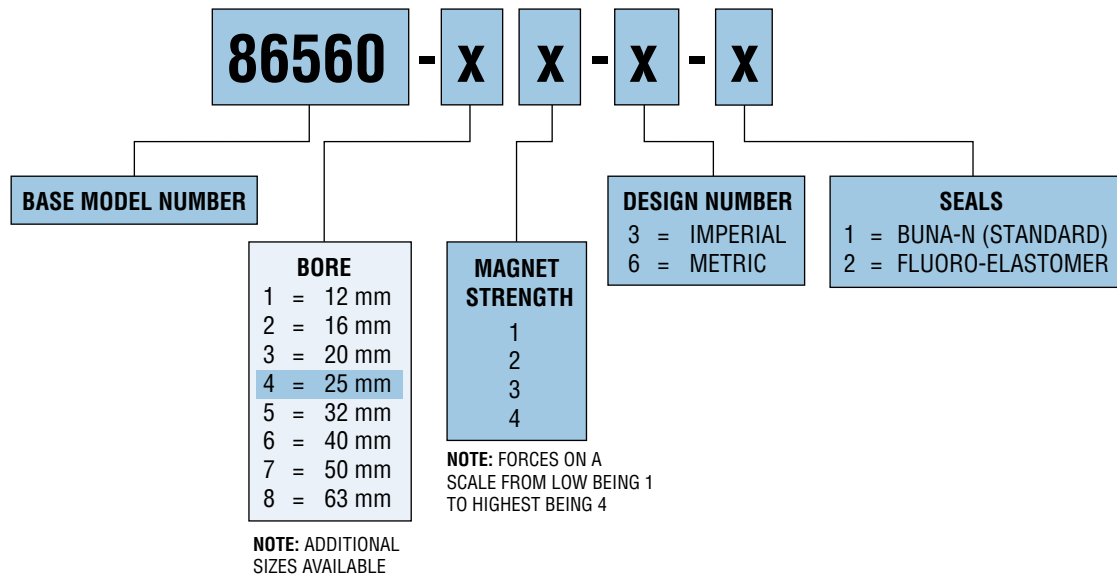 86560 - x x - x - x
BASE MODEL NUMBER
BORE
1 = 12 mm
2 = 16 mm
3 = 20 mm
4 = 25 mm
5 = 32 mm
6 = 40 mm
7 = 50 mm
8 = 63 mm
NOTE: ADDITIONAL
SIZES AVAILABLE
MAGNET
STRENGTH
1
2
3
4
NOTE: FORCES ON A
SCALE FROM LOW BEING 1
TO HIGHEST BEING 4
DESIGN NUMBER
3 = IMPERIAL
6 = METRIC
SEALS
1 = BUNA-N (STANDARD)
2 = FLUORO-ELASTOMER